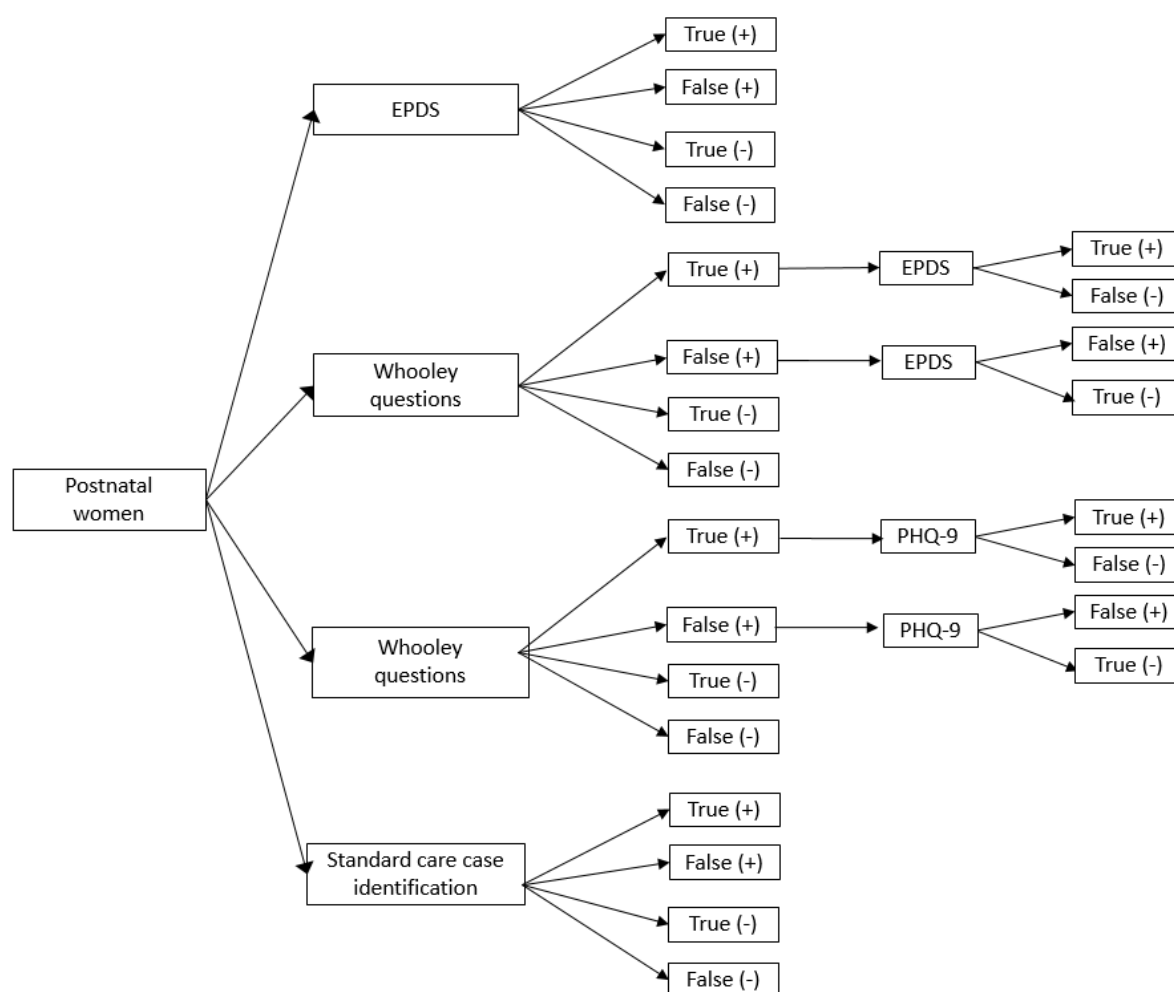 True (+)
False (+)
EPDS
True (-)
False (-)
True (+)
EPDS
True (+)
False (-)
Whooley
questions
False (+)
EPDS
False (+)
True (-)
True (-)
False (-)
Postnatal
women
True (+)
PHQ-9
True (+)
False (-)
Whooley
questions
False (+)
PHQ-9
False (+)
True (-)
True (-)
False (-)
True (+)
Standard care case
identification
False (+)
True (-)
False (-)